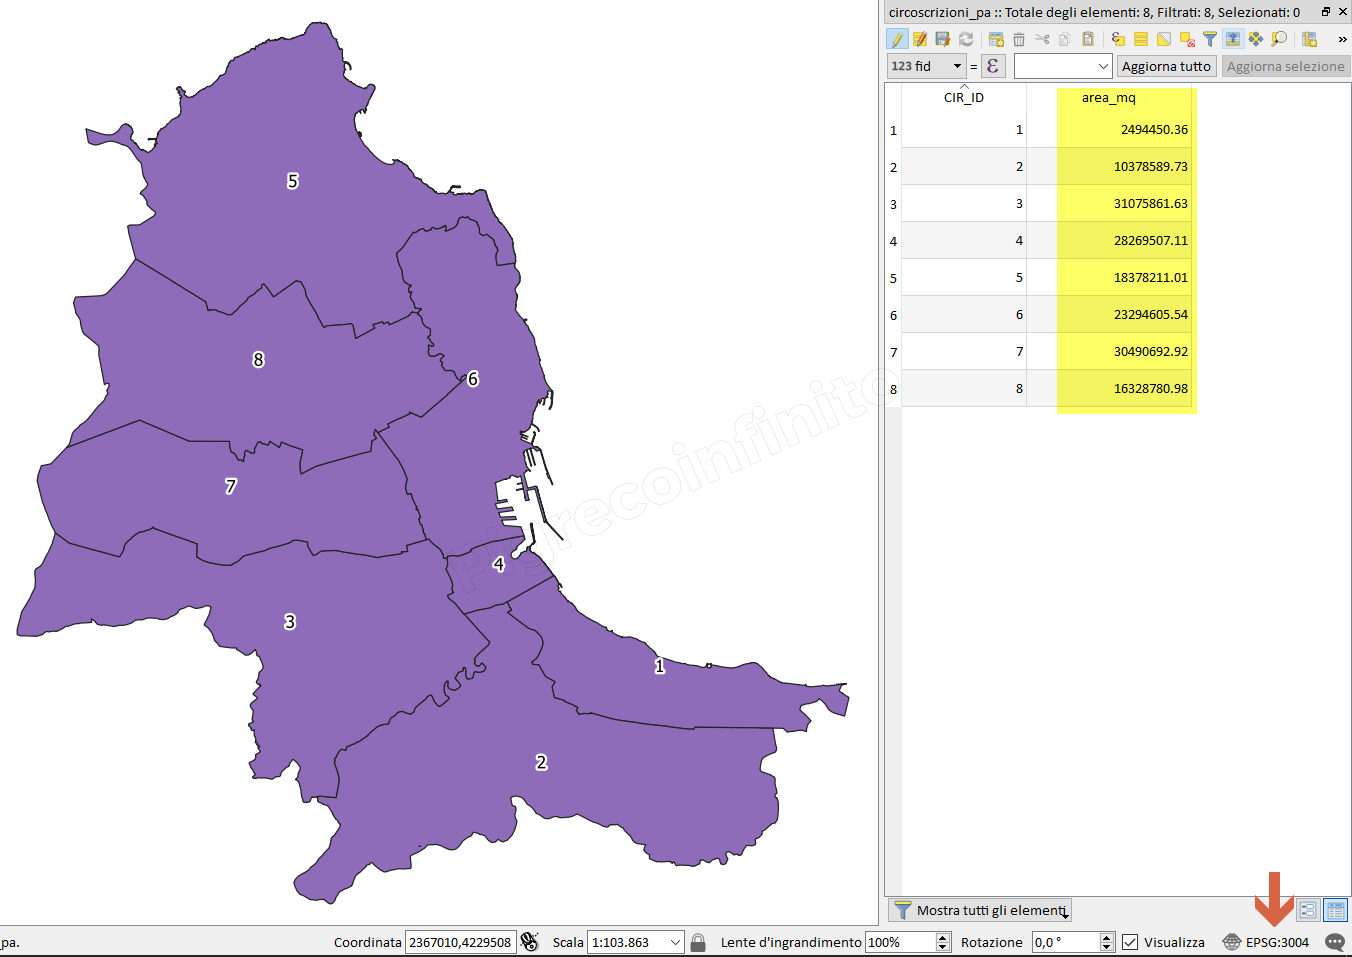 circoscrizioni_pa :: Totale degli elementi: 8, Filtrati: 8, Selezionati: 0
123 fid = ε Aggiorna tutto Aggiorna selezione
CIR_ID area_mq
1 1 2494450.36
2 2 10378589.73
3 3 31075861.63
4 4 28269507.11
5 5 18378211.01
6 6 23294605.54
7 7 30490692.92
8 8 16328780.98
5
8
6
7
4
3
1
2
Pigrecoinfinito
Mostra tutti gli elementi
pa. Coordinata 2367010,4229508 Scala 1:103.863 Lente d'ingrandimento 100% Rotazione 0,0 ° Visualizza EPSG:3004